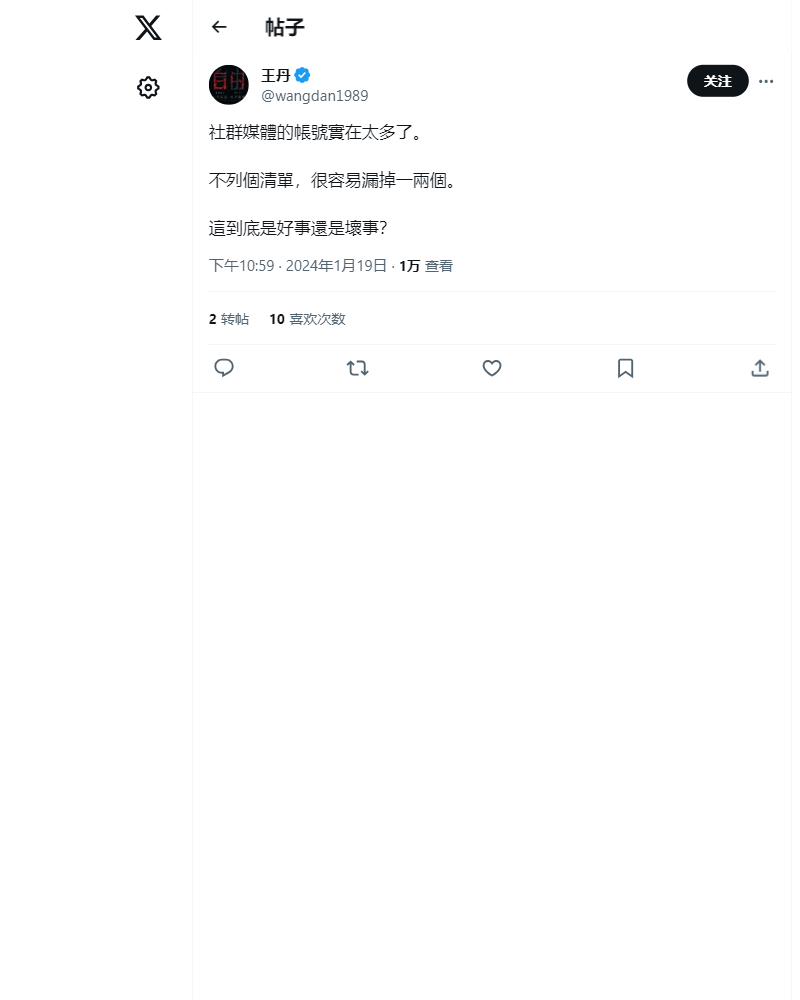 帖子
自由
王丹
@wangdan1989
关注
社群媒體的帳號實在太多了。
不列個清單，很容易漏掉一兩個。
這到底是好事還是壞事？
下午10:59 · 2024年1月19日 · 1万 查看
2 转帖 10 喜欢次数